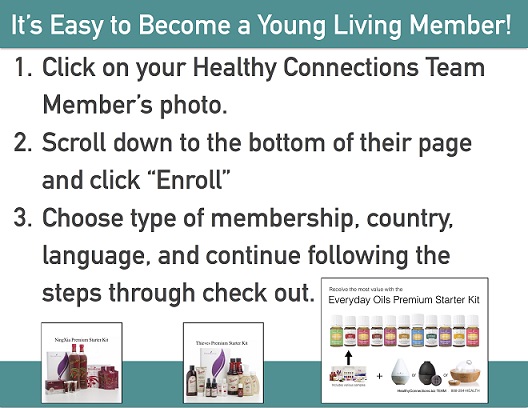 It's Easy to Become a Young Living Member!
1. Click on your Healthy Connections Team
Member's photo.
2. Scroll down to the bottom of their page
and click “Enroll”
3. Choose type of membership, country,
language, and continue following the
steps through check out.
Receive the most value with the
Everyday Oils Premium Starter Kit
NingXia Premium Starter Kit
Thieves Premium Starter Kit
+
or
or